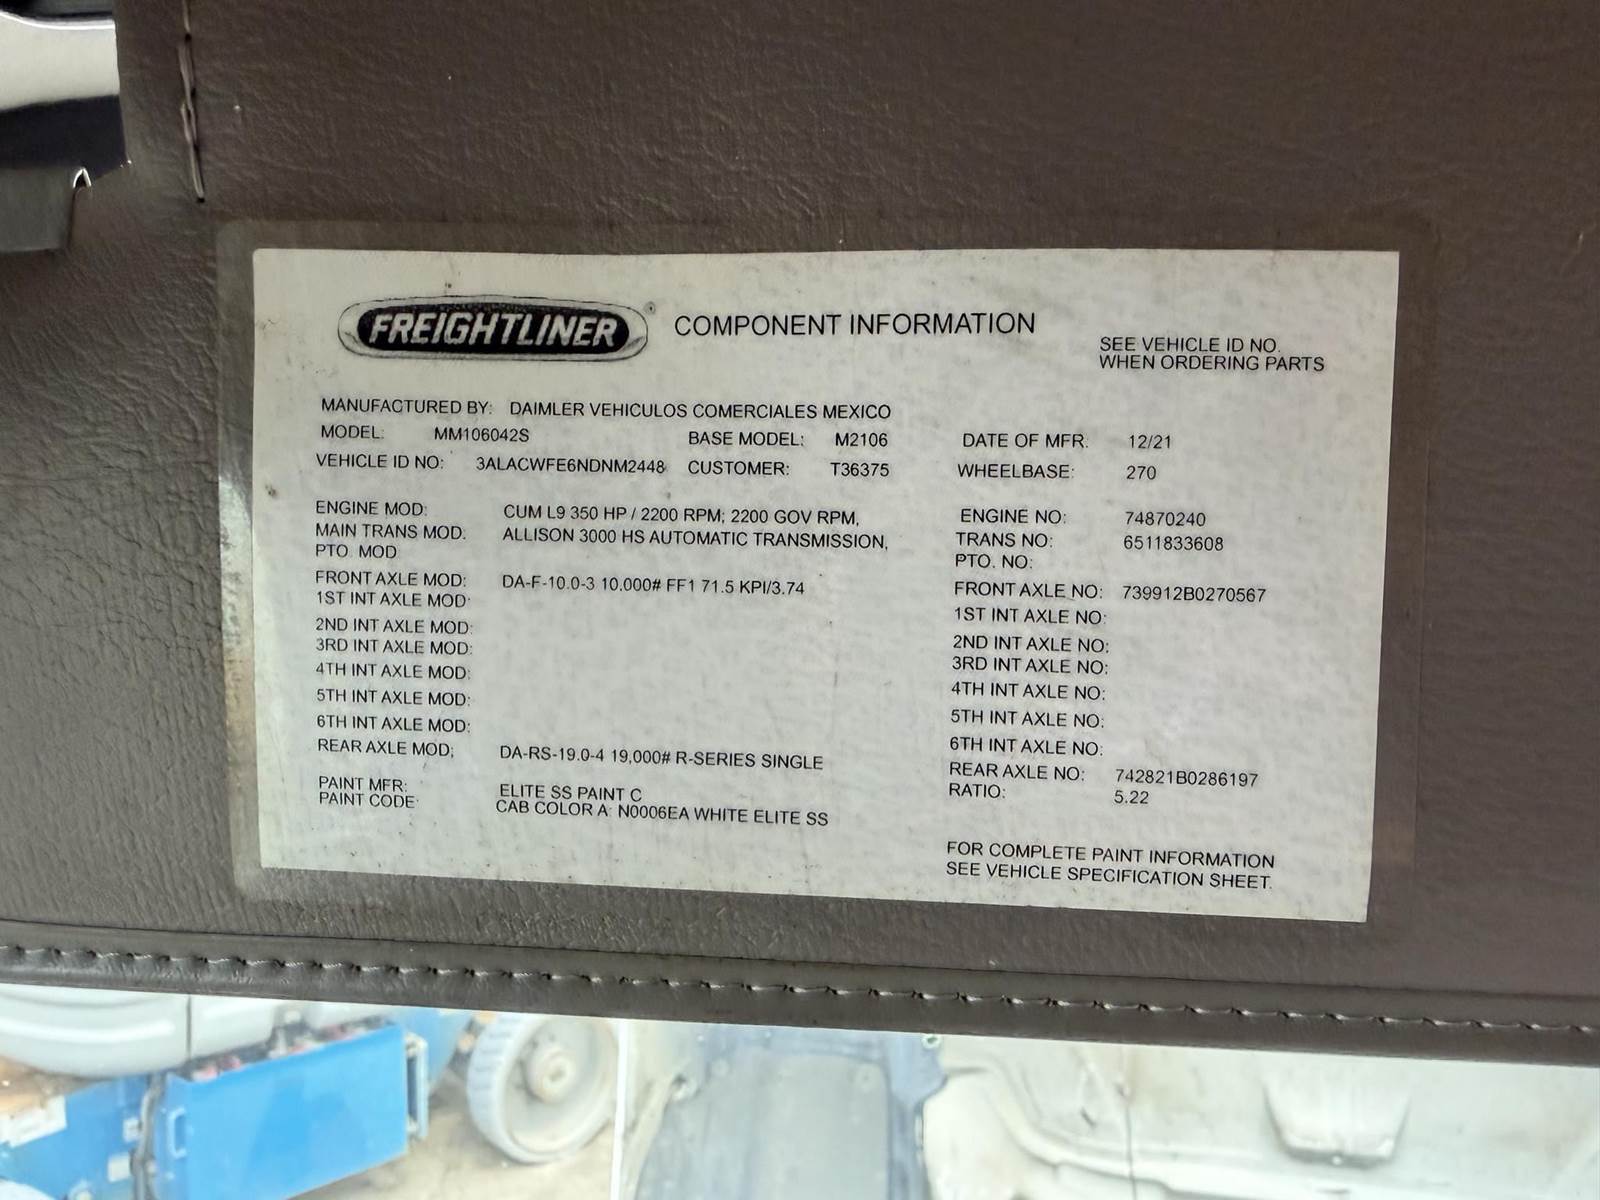 FREIGHTLINER ® COMPONENT INFORMATION
SEE VEHICLE ID NO.
WHEN ORDERING PARTS
MANUFACTURED BY: DAIMLER VEHICULOS COMERCIALES MEXICO
MODEL: MM106042S BASE MODEL: M2106 DATE OF MFR: 12/21
VEHICLE ID NO: 3ALACWFE6NDNM2448 CUSTOMER: T36375 WHEELBASE: 270
ENGINE MOD: CUM L9 350 HP / 2200 RPM; 2200 GOV RPM, ENGINE NO: 74870240
MAIN TRANS MOD. ALLISON 3000 HS AUTOMATIC TRANSMISSION, TRANS NO: 6511833608
PTO. MOD PTO. NO:
FRONT AXLE MOD: DA-F-10.0-3 10.000# FF1 71.5 KPI/3.74 FRONT AXLE NO: 739912B0270567
1ST INT AXLE MOD: 1ST INT AXLE NO:
2ND INT AXLE MOD: 2ND INT AXLE NO:
3RD INT AXLE MOD: 3RD INT AXLE NO:
4TH INT AXLE MOD: 4TH INT AXLE NO:
5TH INT AXLE MOD: 5TH INT AXLE NO:
6TH INT AXLE MOD: 6TH INT AXLE NO:
REAR AXLE MOD; DA-RS-19.0-4 19,000# R-SERIES SINGLE REAR AXLE NO: 742821B0286197
RATIO: 5.22
PAINT MFR: ELITE SS PAINT C
PAINT CODE: CAB COLOR A: N0006EA WHITE ELITE SS
FOR COMPLETE PAINT INFORMATION
SEE VEHICLE SPECIFICATION SHEET.